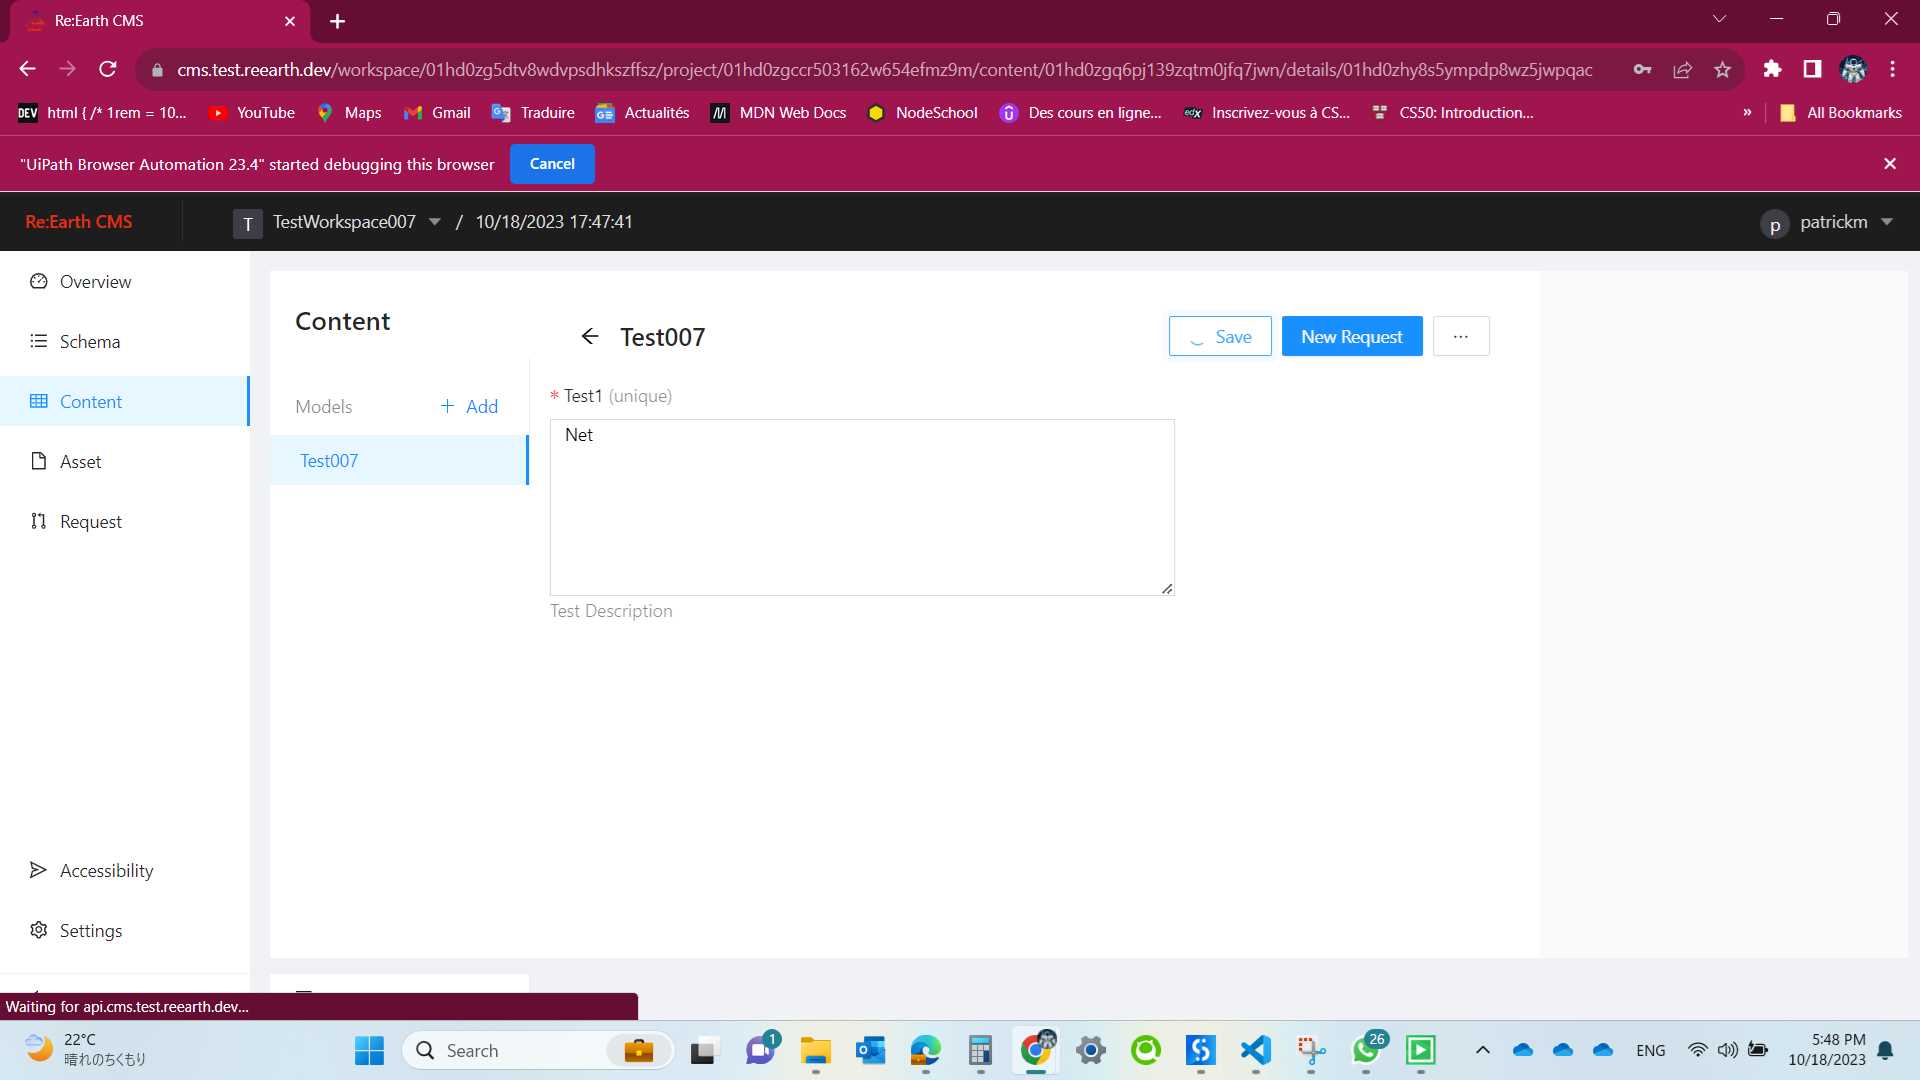 Re:Earth CMS
cms.test.reearth.dev/workspace/01hd0zg5dtv8wdvpsdhkszffsz/project/01hd0zgccr503162w654efmz9m/content/01hd0zgq6pj139zqtm0jfq7jwn/details/01hd0zhy8s5ympdp8wz5jwpqac
DEV html { /* 1rem = 10... YouTube Maps Gmail Traduire Actualités MDN Web Docs NodeSchool Des cours en ligne... edX Inscrivez-vous à CS... CS50: Introduction... » All Bookmarks
"UiPath Browser Automation 23.4" started debugging this browser Cancel
Re:Earth CMS T TestWorkspace007 / 10/18/2023 17:47:41 p patrickm
Overview
Schema
Content
Asset
Request
Accessibility
Settings
Content
Models + Add
Test007
Test007
Save New Request ...
* Test1 (unique)
Net
Test Description
Waiting for api.cms.test.reearth.dev...
22°C
晴れのちくもり
Search
1
26
ENG
5:48 PM
10/18/2023